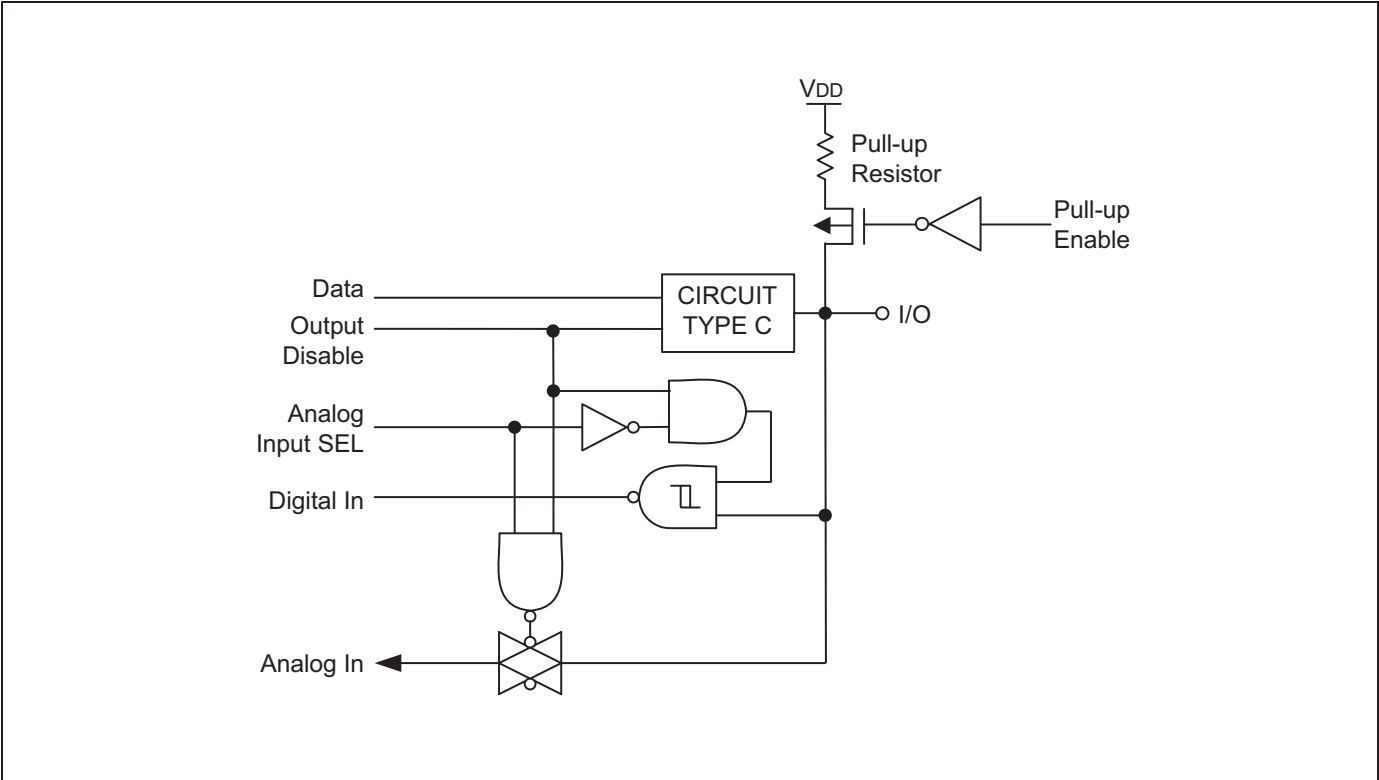 VDD
Pull-up
Resistor
Pull-up
Enable
Data
CIRCUIT
TYPE C
Output
Disable
I/O
Analog
Input SEL
Digital In
Analog In